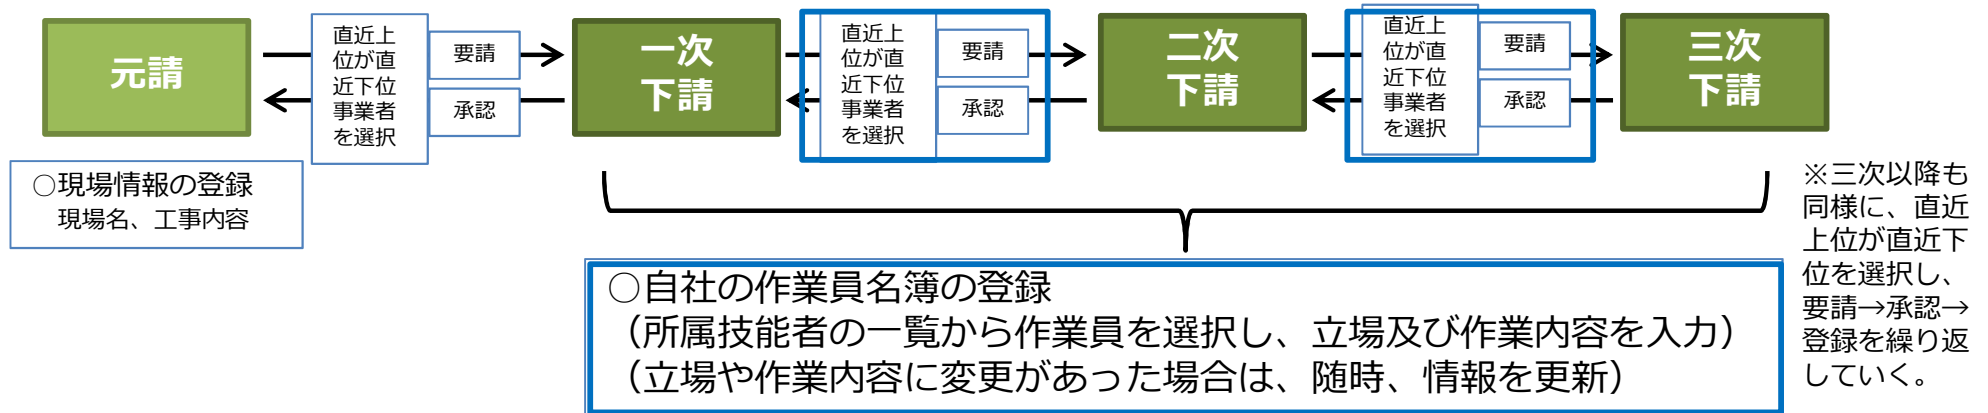 元請
直近上
位が直
近下位
事業者
を選択
要請
承認
一次
下請
直近上
位が直
近下位
事業者
を選択
要請
承認
二次
下請
直近上
位が直
近下位
事業者
を選択
要請
承認
三次
下請
○現場情報の登録
現場名、工事内容
○自社の作業員名簿の登録
（所属技能者の一覧から作業員を選択し、立場及び作業内容を入力）
（立場や作業内容に変更があった場合は、随時、情報を更新）
※三次以降も
同様に、直近
上位が直近下
位を選択し、
要請→承認→
登録を繰り返
していく。